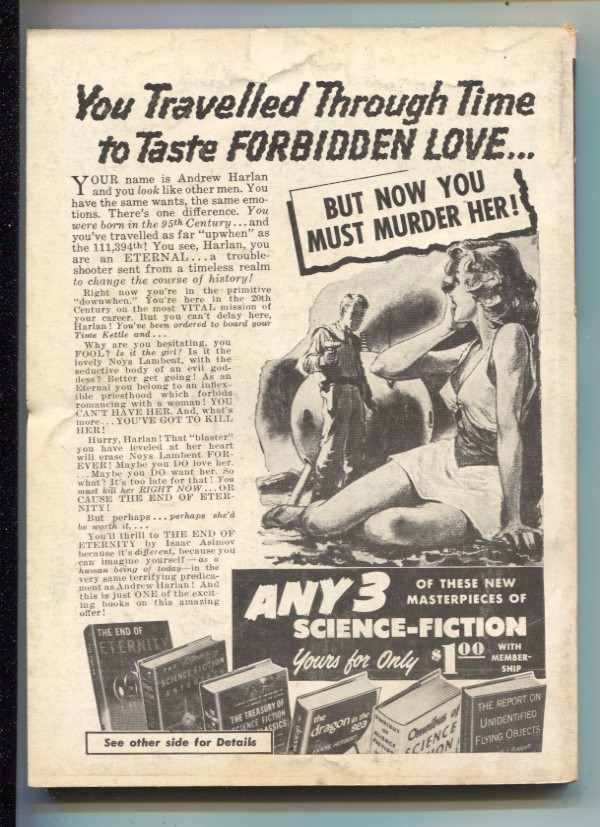 You Travelled Through Time
to Taste FORBIDDEN LOVE...
BUT NOW YOU
MUST MURDER HER!
YOUR name is Andrew Harlan
and you look like other men. You
have the same wants, the same emo-
tions. There's one difference. You
were born in the 95th Century...and
you've travelled as far "upwhen" as
the 111,394th! You see, Harlan, you
are an ETERNAL...a trouble-
shooter sent from a timeless realm
to change the course of history!
Right now you're in the primitive
"downwhen." You're here in the 20th
Century on the most VITAL mission of
your career. But you can't delay here,
Harlan! You've been ordered to board your
Time Kettle and...
Why are you hesitating, you
FOOL? Is it the girl? Is it the
lovely Noys Lambent, with the
seductive body of an evil god-
dess? Better get going! As an
Eternal you belong to an inflex-
ible priesthood which forbids
romancing with a woman! YOU
CAN'T HAVE HER. And, what's
more...YOU'VE GOT TO KILL
HER!
Hurry, Harlan! That "blaster"
you have leveled at her heart
will erase Noys Lambent FOR-
EVER! Maybe you DO love her.
...Maybe you DO want her. So
what? It's too late for that! You
must kill her RIGHT NOW...OR
CAUSE THE END OF ETER-
NITY!
But perhaps...perhaps she'd
be worth it....
You'll thrill to THE END OF
ETERNITY by Isaac Asimov
because it's different, because you
can imagine yourself—as a
human being of today—in the
very same terrifying predica-
ment as Andrew Harlan! And
this is just ONE of the excit-
ing books on this amazing
offer!
ANY 3
OF THESE NEW
MASTERPIECES OF
SCIENCE-FICTION
Yours for Only $1.00
WITH
MEMBER-
SHIP
THE END OF
ETERNITY
SCIENCE-FICTION
THE TREASURY OF
SCIENCE FICTION
CLASSICS
the
dragon in the
sea
FRANK HERBERT
Omnibus of
SCIENCE
OMNIBUS
OF
SCIENCE
FICTION
THE REPORT ON
UNIDENTIFIED
FLYING OBJECTS
See other side for Details